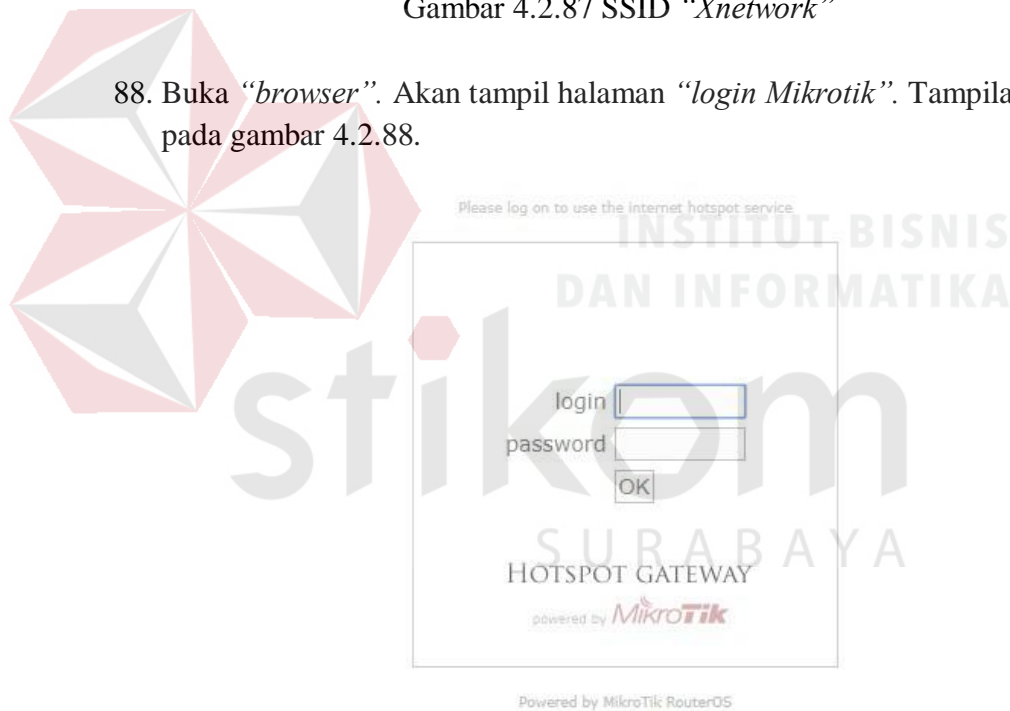 Gambar 4.2.87 SSID “Xnetwork”
88. Buka “browser”. Akan tampil halaman “login Mikrotik”.
pada gambar 4.2.88.
Please log on to use the internet hotspot service
INSTITUT BISNIS
DAN INFORMATIKA
stikom
SURABAYA
login
password
OK
HOTSPOT GATEWAY
powered by MikroTik
Powered by MikroTik RouterOS